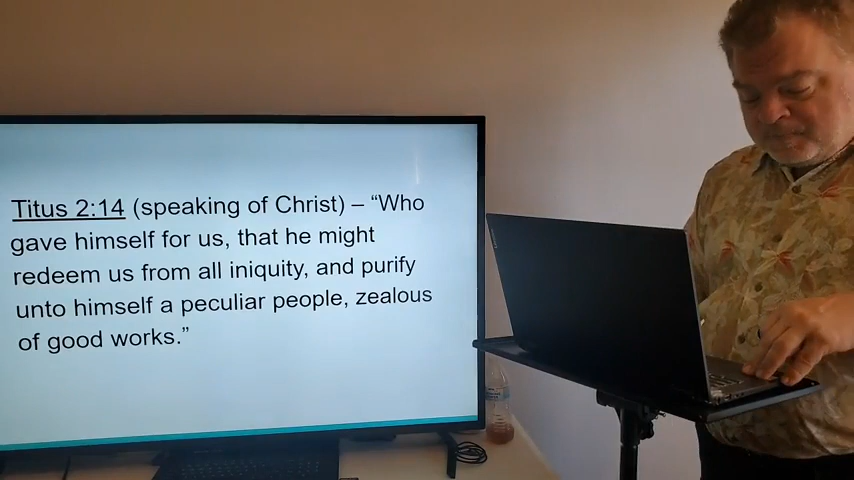 Titus 2:14 (speaking of Christ) – “Who
gave himself for us, that he might
redeem us from all iniquity, and purify
unto himself a peculiar people, zealous
of good works.”